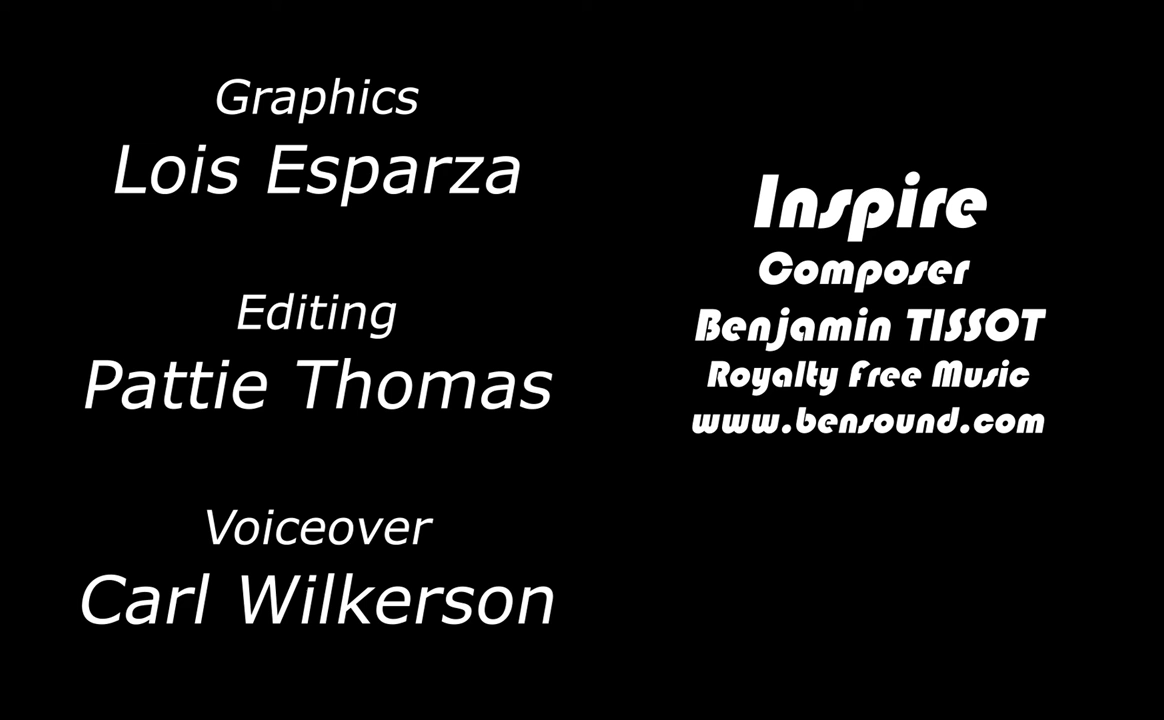 Graphics
Lois Esparza
Editing
Pattie Thomas
Voiceover
Carl Wilkerson
Inspire
Composer
Benjamin TISSOT
Royalty Free Music
www.bensound.com